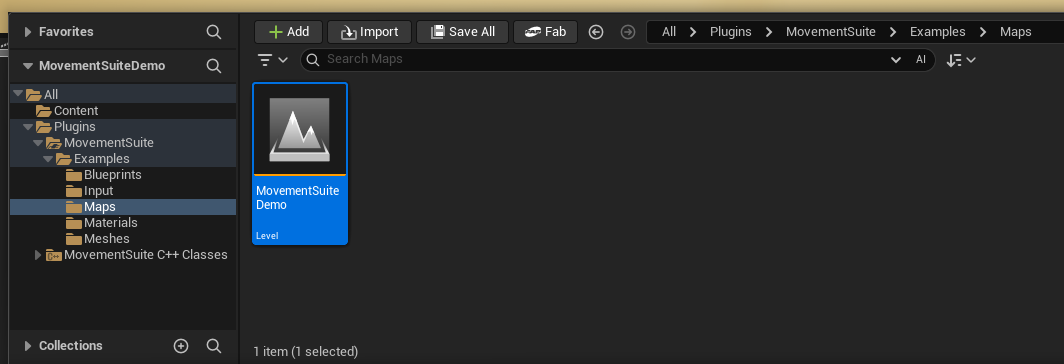 Favorites
MovementSuiteDemo
All
Content
Plugins
MovementSuite
Examples
Blueprints
Input
Maps
Materials
Meshes
C++ MovementSuite C++ Classes
Collections
Add Import Save All Fab All Plugins MovementSuite Examples Maps
Search Maps AI
MovementSuite
Demo
Level
1 item (1 selected)